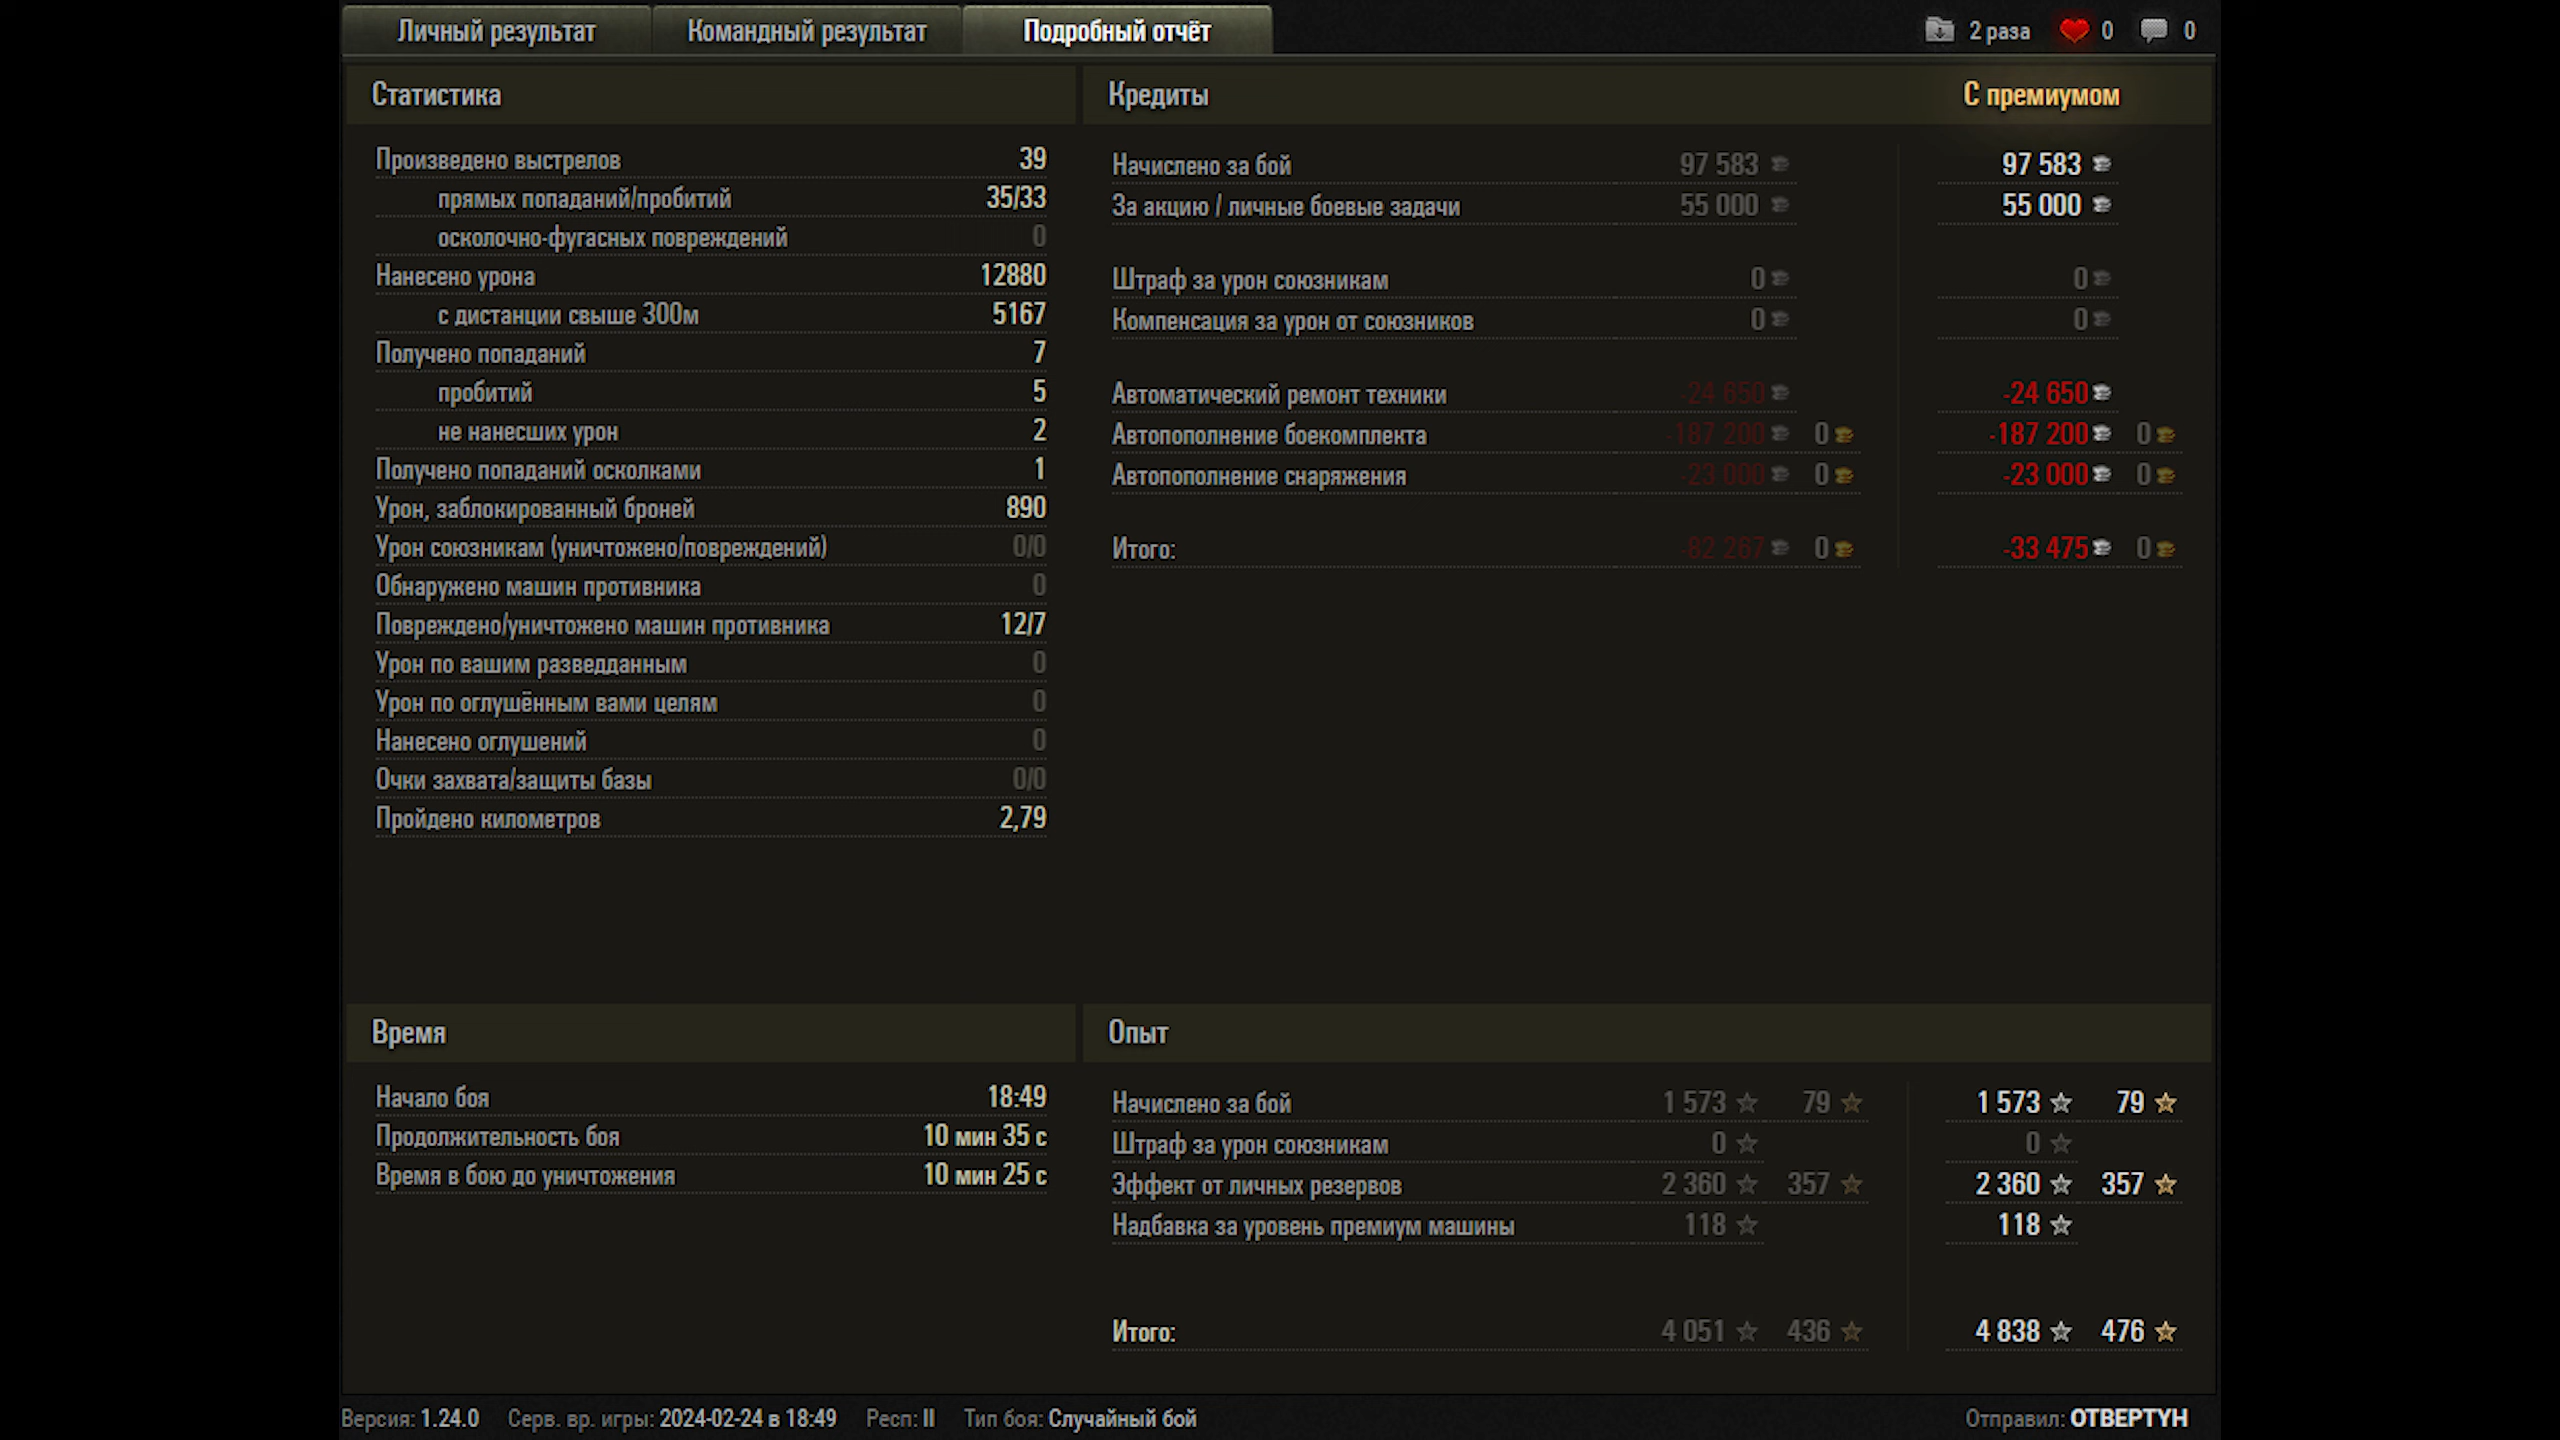 Личный результат Командный результат Подробный отчёт 2 раза 0 0
Статистика
Произведено выстрелов 39
прямых попаданий/пробитий 35/33
осколочно-фугасных повреждений 0
Нанесено урона 12880
с дистанции свыше 300м 5167
Получено попаданий 7
пробитий 5
не нанесших урон 2
Получено попаданий осколками 1
Урон, заблокированный броней 890
Урон союзникам (уничтожено/повреждений) 0/0
Обнаружено машин противника 0
Повреждено/уничтожено машин противника 12/7
Урон по вашим разведданным 0
Урон по оглушённым вами целям 0
Нанесено оглушений 0
Очки захвата/защиты базы 0/0
Пройдено километров 2,79
Кредиты С премиумом
Начислено за бой 97 583 97 583
За акцию / личные боевые задачи 55 000 55 000
Штраф за урон союзникам 0 0
Компенсация за урон от союзников 0 0
Автоматический ремонт техники -24 650 -24 650
Автопополнение боекомплекта -187 200 0 -187 200 0
Автопополнение снаряжения -23 000 0 -23 000 0
Итого: -82 267 0 -33 475 0
Время
Начало боя 18:49
Продолжительность боя 10 мин 35 с
Время в бою до уничтожения 10 мин 25 с
Опыт
Начислено за бой 1 573 79 1 573 79
Штраф за урон союзникам 0 0
Эффект от личных резервов 2 360 357 2 360 357
Надбавка за уровень премиум машины 118 118
Итого: 4 051 436 4 838 476
Версия: 1.24.0 Серв. вр. игры: 2024-02-24 в 18:49 Респ: II Тип боя: Случайный бой Отправил: ОТВЕРТУН